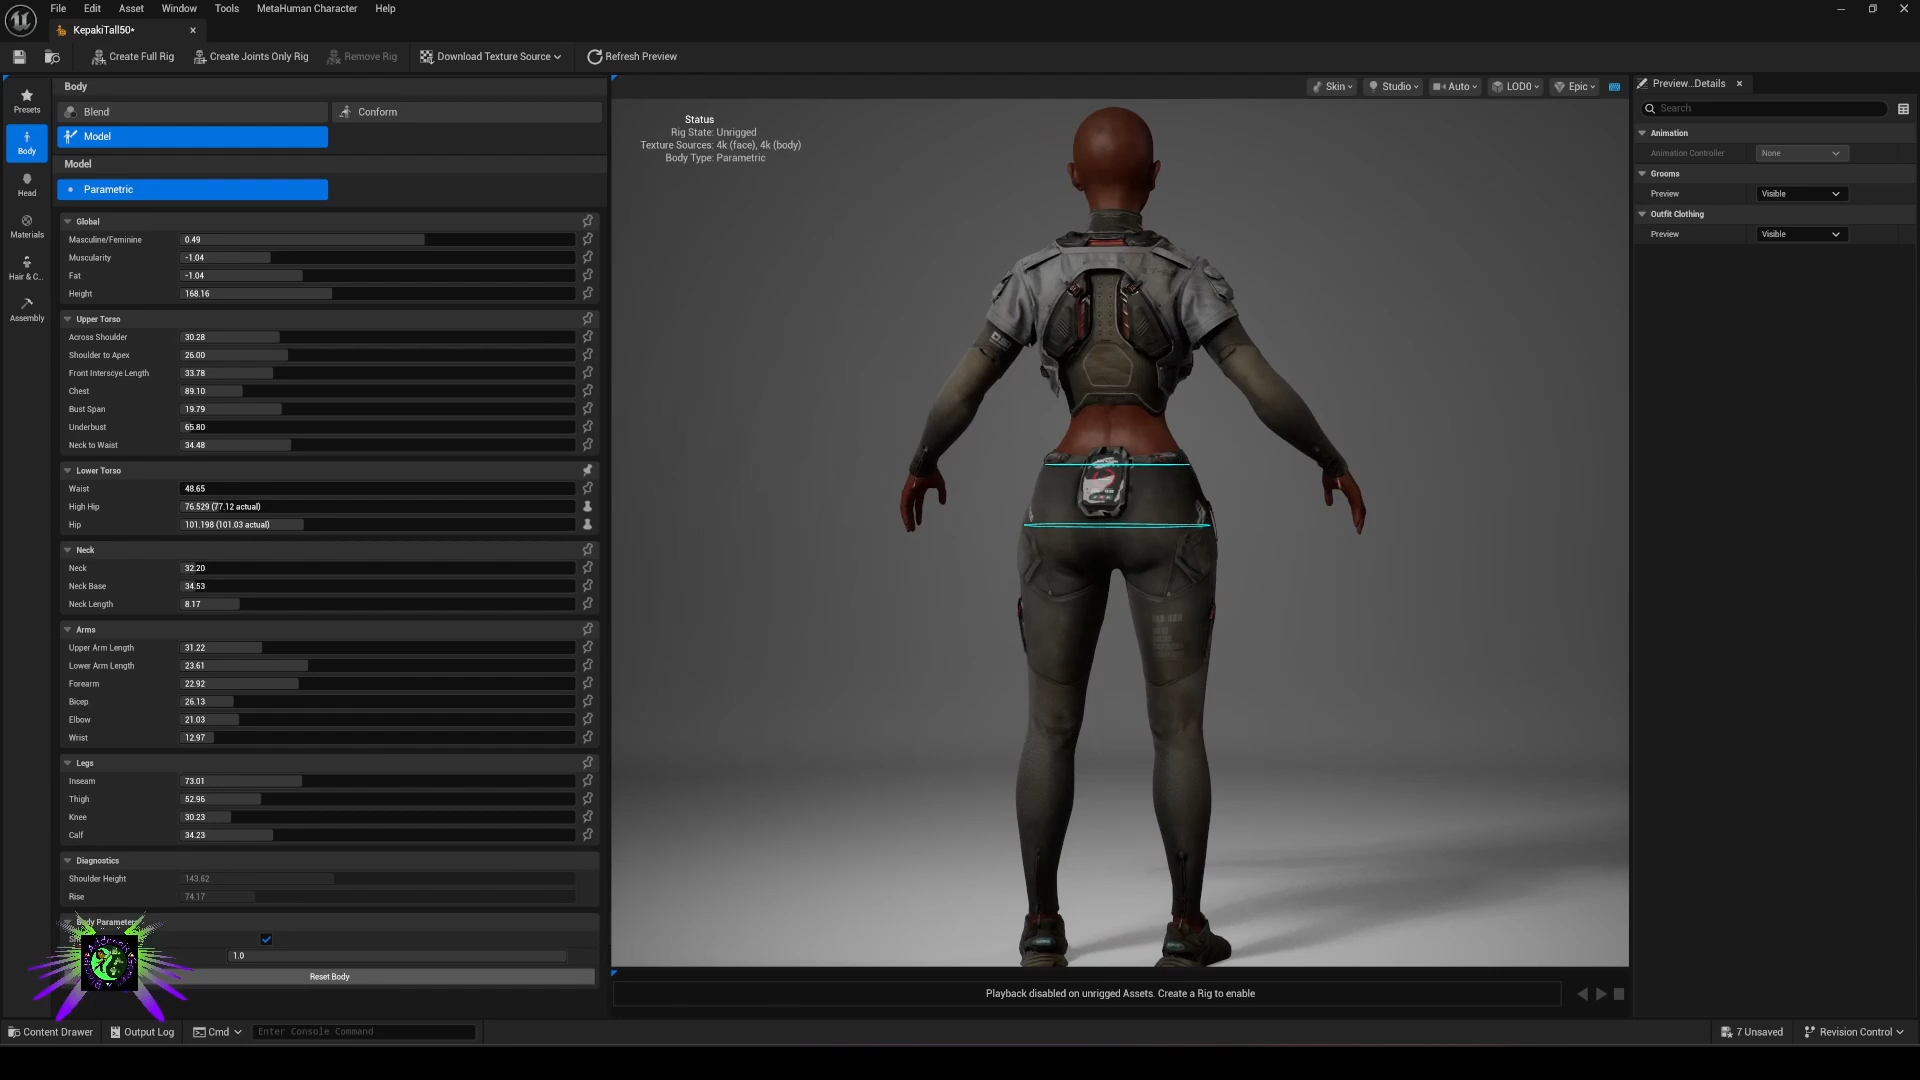 File Edit Asset Window Tools MetaHuman Character Help
KepakiTall50*
Create Full Rig Create Joints Only Rig Remove Rig Download Texture Source Refresh Preview
Presets
Body
Head
Materials
Hair & C...
Assembly
Body
Blend Conform
Model
Model
Parametric
Global
Masculine/Feminine 0.49
Muscularity -1.04
Fat -1.04
Height 168.16
Upper Torso
Across Shoulder 30.28
Shoulder to Apex 26.00
Front Interscye Length 33.78
Chest 89.10
Bust Span 19.79
Underbust 65.80
Neck to Waist 34.48
Lower Torso
Waist 48.65
High Hip 76.529 (77.12 actual)
Hip 101.198 (101.03 actual)
Neck
Neck 32.20
Neck Base 34.53
Neck Length 8.17
Arms
Upper Arm Length 31.22
Lower Arm Length 23.61
Forearm 22.92
Bicep 26.13
Elbow 21.03
Wrist 12.97
Legs
Inseam 73.01
Thigh 52.96
Knee 30.23
Calf 34.23
Diagnostics
Shoulder Height 143.62
Rise 74.17
Body Parameters
1.0
Reset Body
Skin Studio Auto LOD0 Epic
Status
Rig State: Unrigged
Texture Sources: 4k (face), 4k (body)
Body Type: Parametric
Playback disabled on unrigged Assets. Create a Rig to enable
Preview...Details
Search
Animation
Animation Controller None
Grooms
Preview Visible
Outfit Clothing
Preview Visible
Content Drawer Output Log Cmd Enter Console Command
7 Unsaved Revision Control